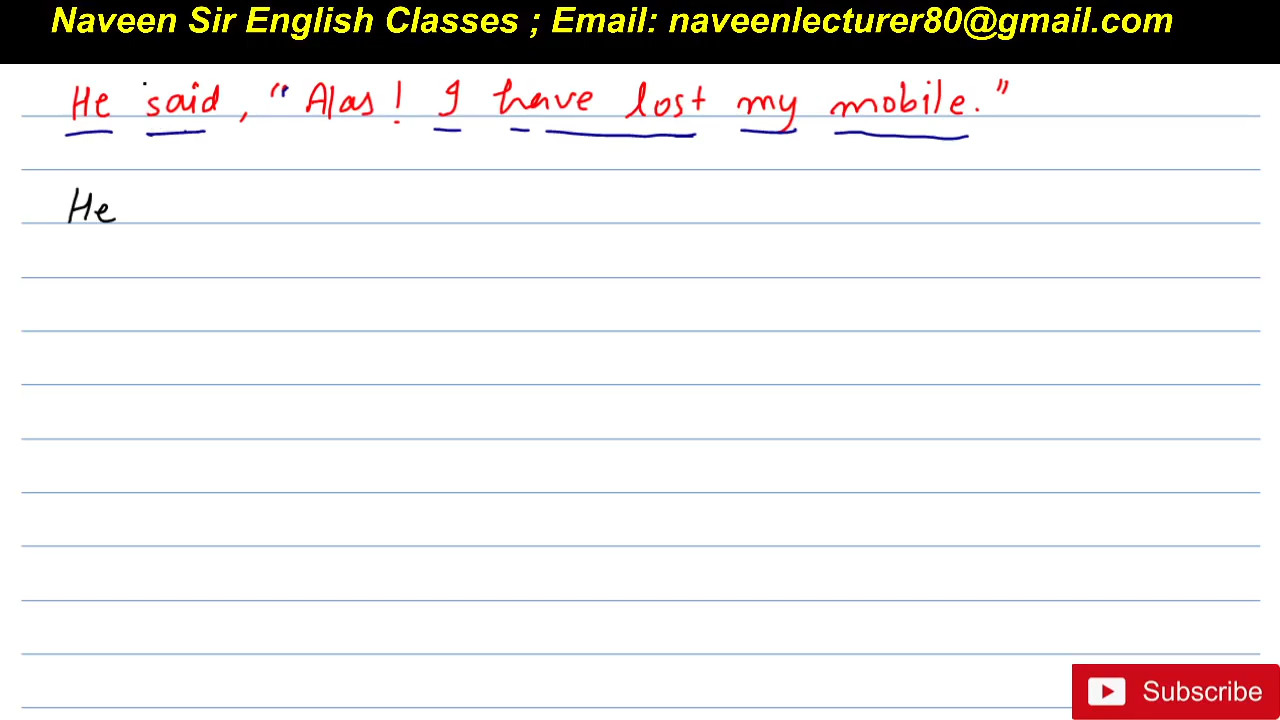 Naveen Sir English Classes ; Email: naveenlecturer80@gmail.com
He said, "Alas! I have lost my mobile."
He
Subscribe